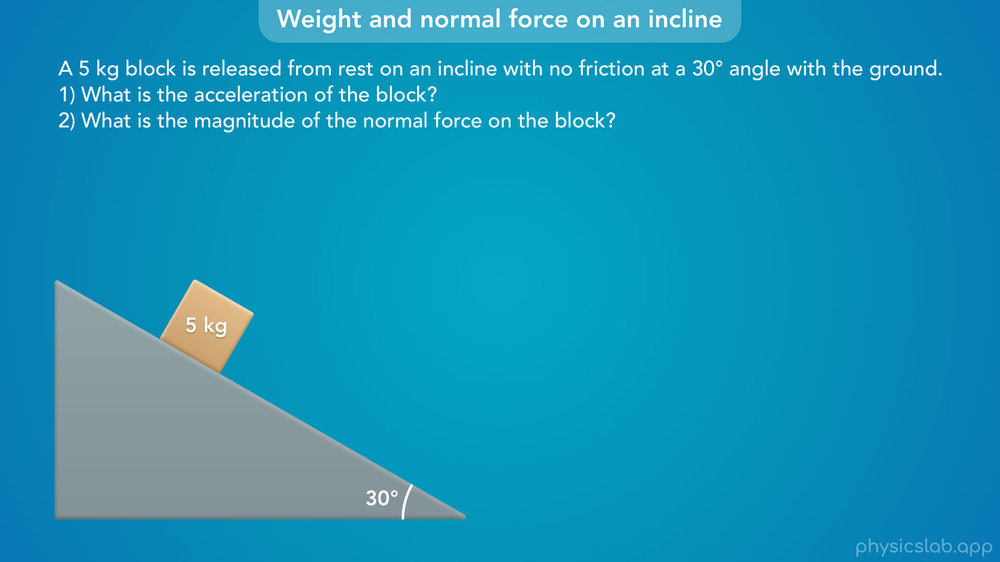 Weight and normal force on an incline
A 5 kg block is released from rest on an incline with no friction at a 30° angle with the ground.
1) What is the acceleration of the block?
2) What is the magnitude of the normal force on the block?
5 kg
30°
physicslab.app